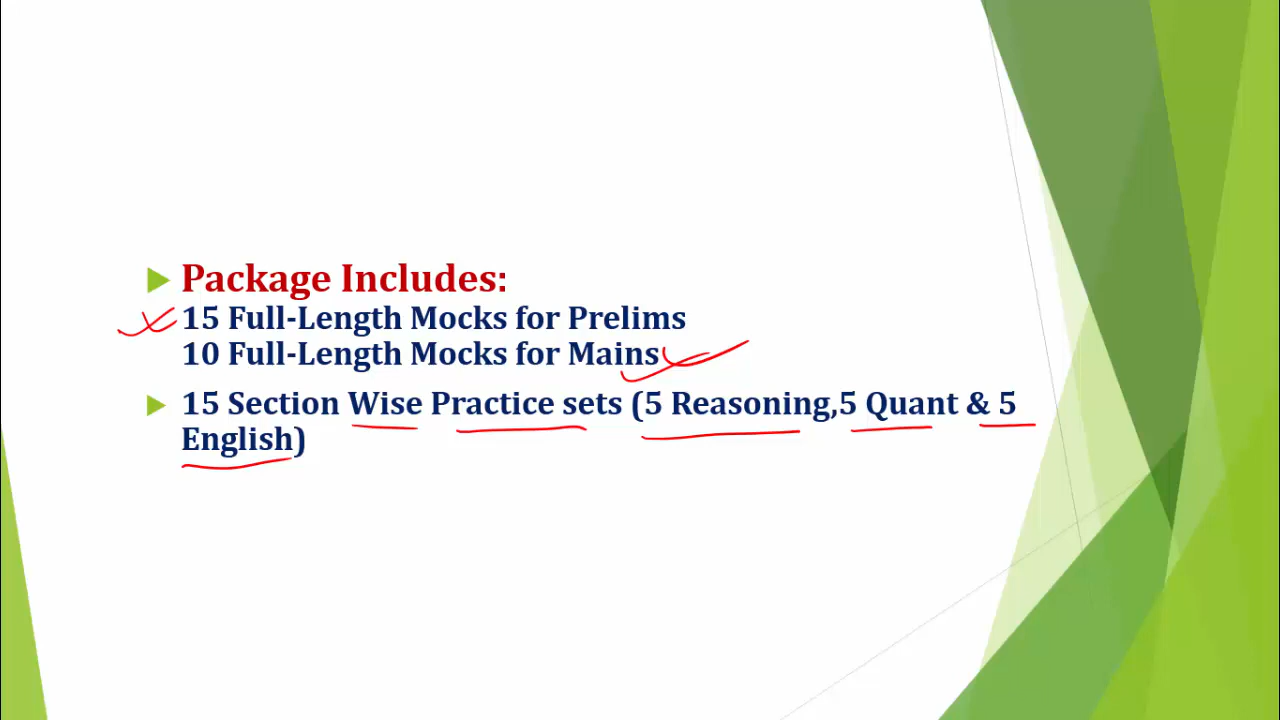 Package Includes:
15 Full-Length Mocks for Prelims
10 Full-Length Mocks for Mains
15 Section Wise Practice sets (5 Reasoning,5 Quant & 5
English)